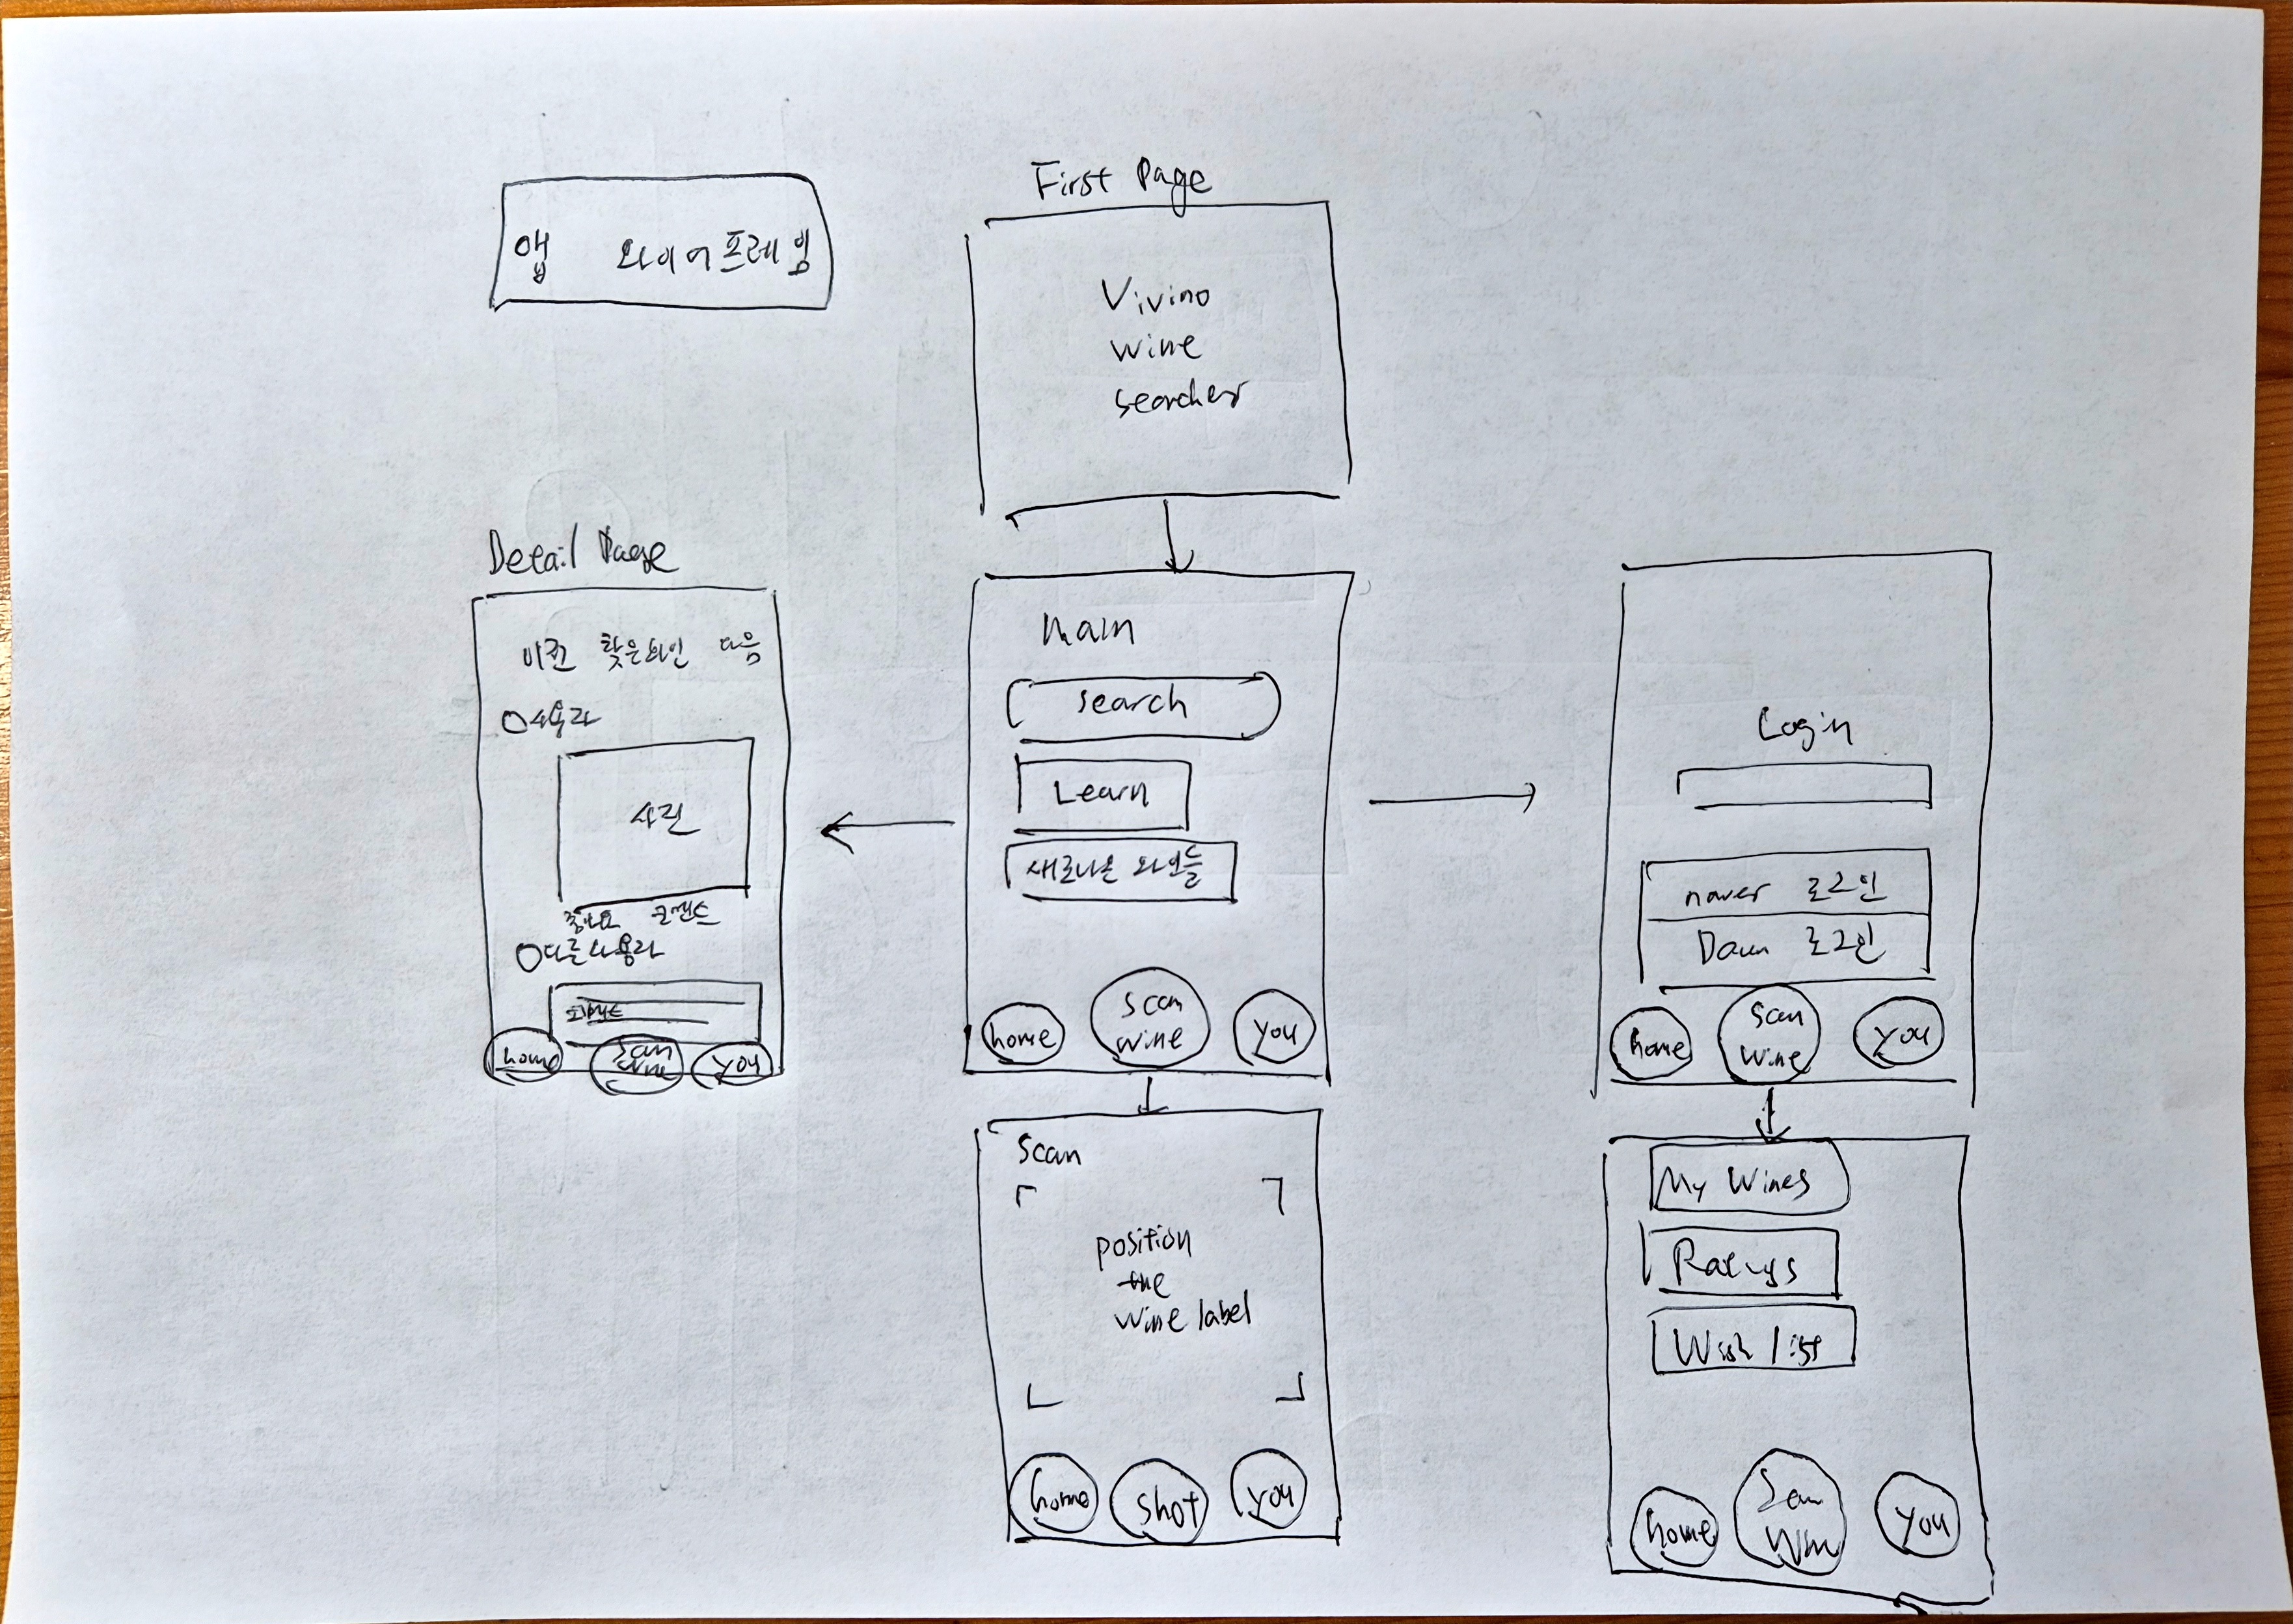 앱 와이어프레임
First Page
Vivino
wine
searcher
Detail Page
이전 찾은와인 다음
사용자
사진
좋아요 코멘트
다른사용자
코멘트
home
scan
wine
you
Main
search
Learn
새로나온 와인들
home
scan
wine
you
Scan
position
the
wine label
home
shot
you
Login
naver 로그인
Daum 로그인
home
scan
wine
you
My Wines
Ratings
Wish list
home
Scan
Wine
you